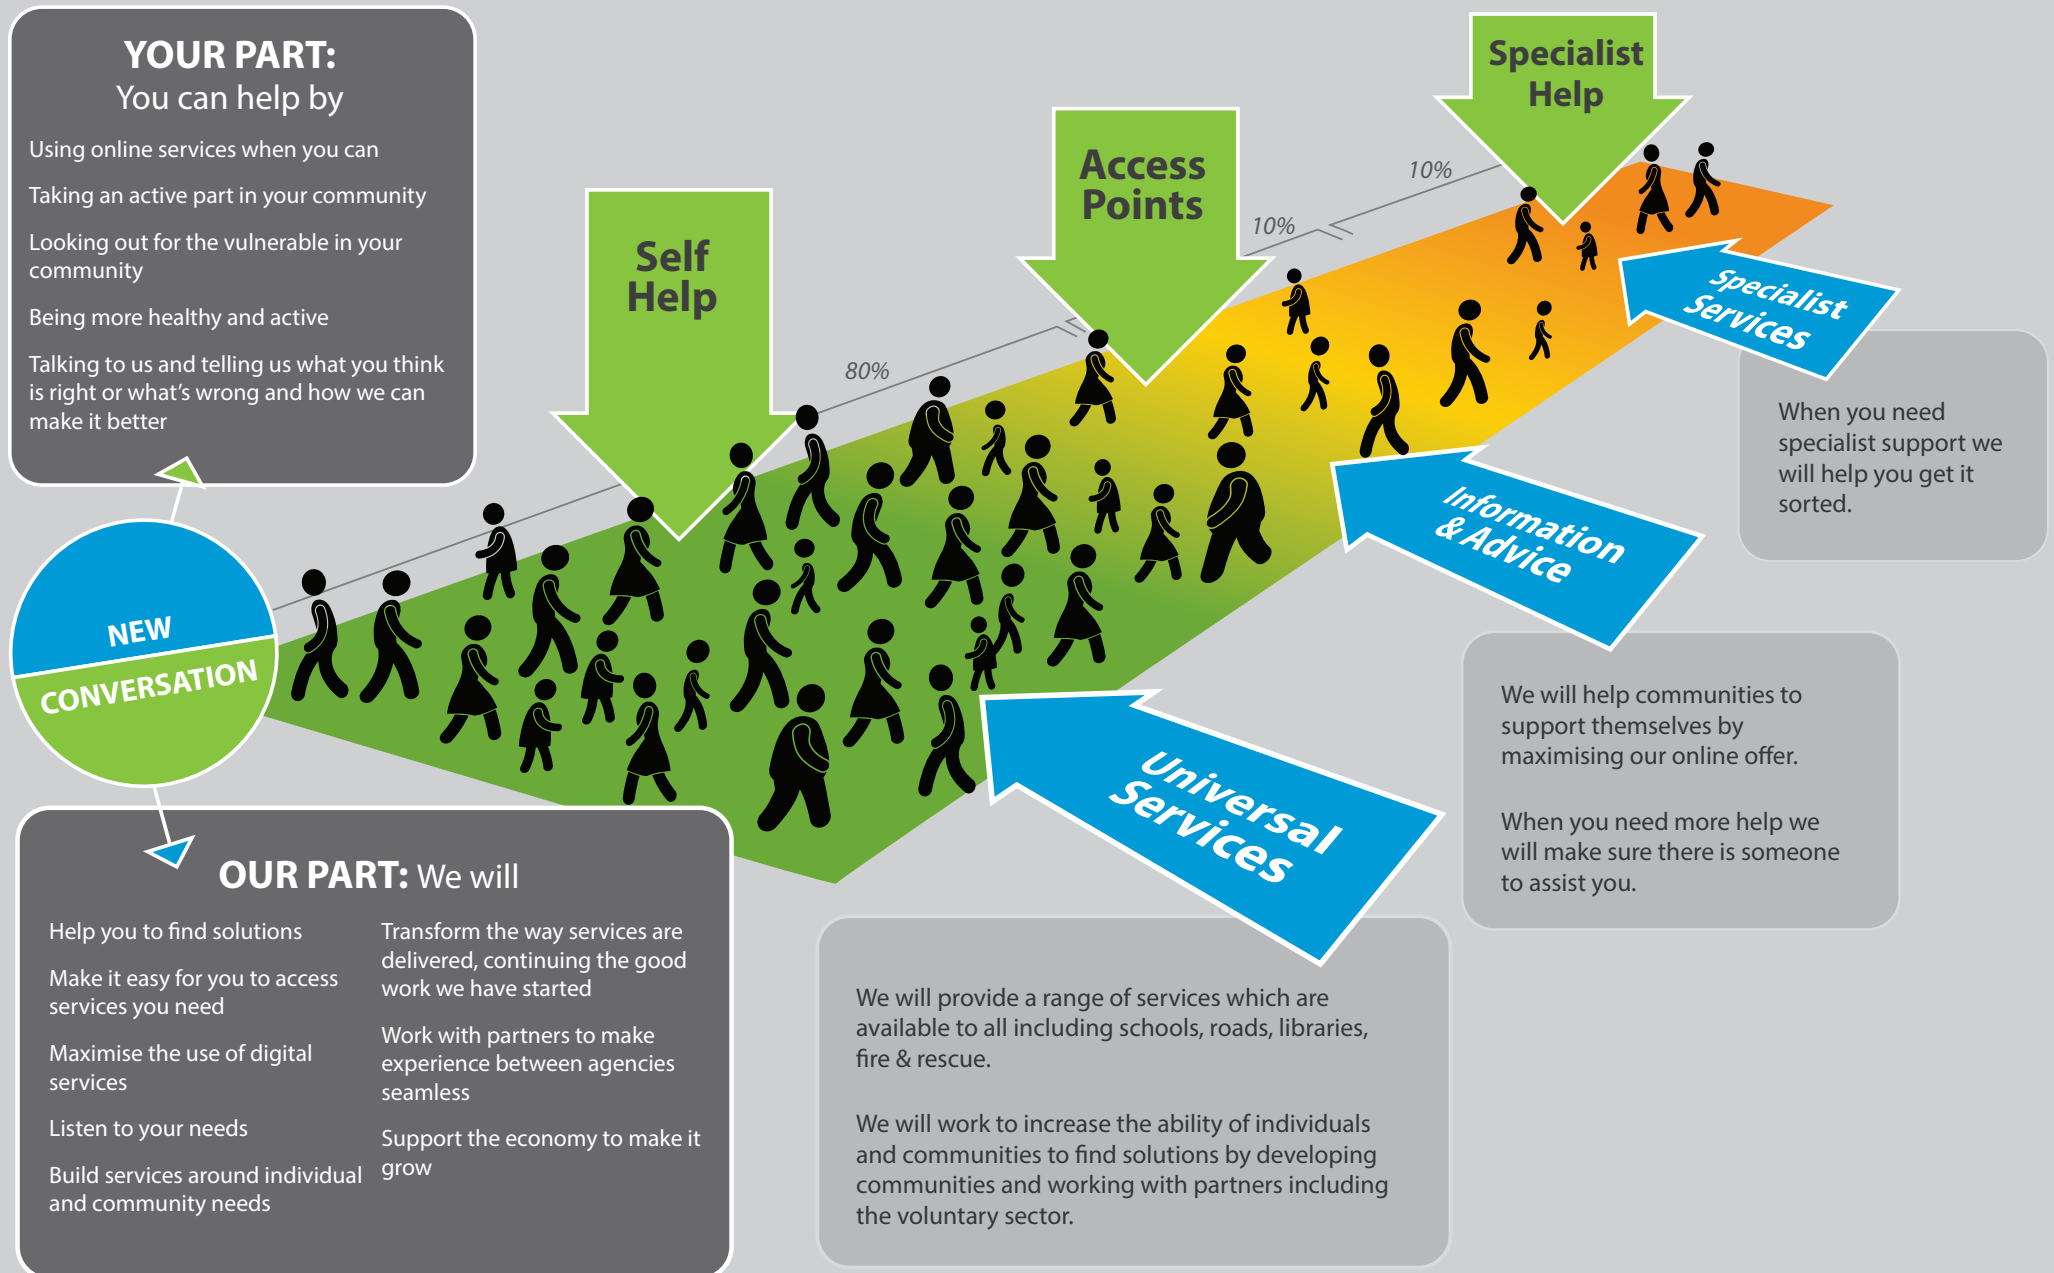 YOUR PART:
You can help by
Using online services when you can
Taking an active part in your community
Looking out for the vulnerable in your
community
Being more healthy and active
Talking to us and telling us what you think
is right or what's wrong and how we can
make it better
NEW
CONVERSATION
OUR PART: We will
Help you to find solutions
Make it easy for you to access
services you need
Maximise the use of digital
services
Listen to your needs
Build services around individual
and community needs
Transform the way services are
delivered, continuing the good
work we have started
Work with partners to make
experience between agencies
seamless
Support the economy to make it
grow
Self
Help
80%
Access
Points
10%
10%
Specialist
Help
Universal
Services
We will provide a range of services which are
available to all including schools, roads, libraries,
fire & rescue.
We will work to increase the ability of individuals
and communities to find solutions by developing
communities and working with partners including
the voluntary sector.
Information
& Advice
We will help communities to
support themselves by
maximising our online offer.
When you need more help we
will make sure there is someone
to assist you.
Specialist
Services
When you need
specialist support we
will help you get it
sorted.